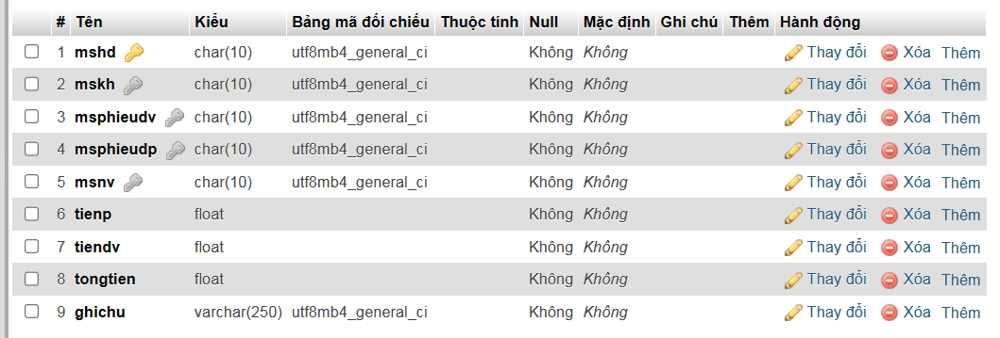 # Tên Kiểu Bảng mã đối chiếu Thuộc tính Null Mặc định Ghi chú Thêm Hành động
1 mshd char(10) utf8mb4_general_ci Không Không Thay đổi Xóa Thêm
2 mskh char(10) utf8mb4_general_ci Không Không Thay đổi Xóa Thêm
3 msphieudv char(10) utf8mb4_general_ci Không Không Thay đổi Xóa Thêm
4 msphieudp char(10) utf8mb4_general_ci Không Không Thay đổi Xóa Thêm
5 msnv char(10) utf8mb4_general_ci Không Không Thay đổi Xóa Thêm
6 tienp float Không Không Thay đổi Xóa Thêm
7 tiendv float Không Không Thay đổi Xóa Thêm
8 tongtien float Không Không Thay đổi Xóa Thêm
9 ghichu varchar(250) utf8mb4_general_ci Không Không Thay đổi Xóa Thêm